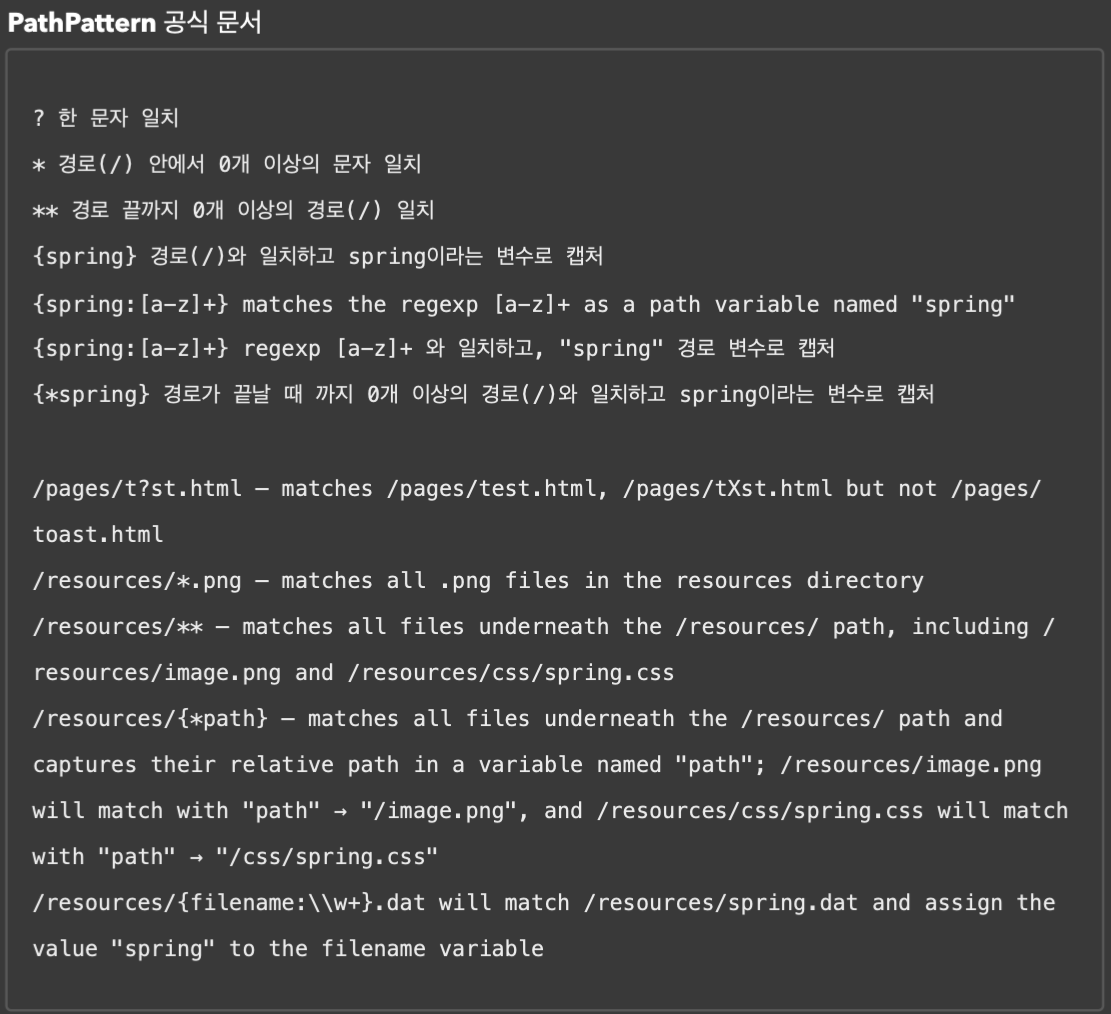 PathPattern 공식 문서
? 한 문자 일치
* 경로(/) 안에서 0개 이상의 문자 일치
** 경로 끝까지 0개 이상의 경로(/) 일치
{spring} 경로(/)와 일치하고 spring이라는 변수로 캡처
{spring:[a-z]+} matches the regexp [a-z]+ as a path variable named "spring"
{spring:[a-z]+} regexp [a-z]+ 와 일치하고, "spring" 경로 변수로 캡처
{*spring} 경로가 끝날 때 까지 0개 이상의 경로(/)와 일치하고 spring이라는 변수로 캡처
/pages/t?st.html — matches /pages/test.html, /pages/tXst.html but not /pages/
toast.html
/resources/*.png — matches all .png files in the resources directory
/resources/** — matches all files underneath the /resources/ path, including /
resources/image.png and /resources/css/spring.css
/resources/{*path} — matches all files underneath the /resources/ path and
captures their relative path in a variable named "path"; /resources/image.png
will match with "path" → "/image.png", and /resources/css/spring.css will match
with "path" → "/css/spring.css"
/resources/{filename:\\w+}.dat will match /resources/spring.dat and assign the
value "spring" to the filename variable